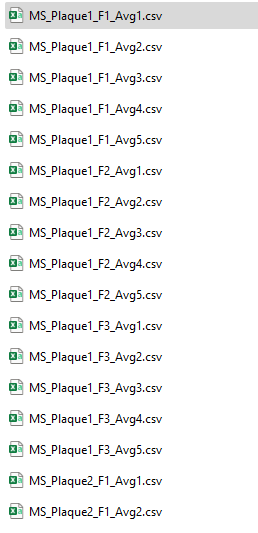 MS_Plaque1_F1_Avg1.csv
MS_Plaque1_F1_Avg2.csv
MS_Plaque1_F1_Avg3.csv
MS_Plaque1_F1_Avg4.csv
MS_Plaque1_F1_Avg5.csv
MS_Plaque1_F2_Avg1.csv
MS_Plaque1_F2_Avg2.csv
MS_Plaque1_F2_Avg3.csv
MS_Plaque1_F2_Avg4.csv
MS_Plaque1_F2_Avg5.csv
MS_Plaque1_F3_Avg1.csv
MS_Plaque1_F3_Avg2.csv
MS_Plaque1_F3_Avg3.csv
MS_Plaque1_F3_Avg4.csv
MS_Plaque1_F3_Avg5.csv
MS_Plaque2_F1_Avg1.csv
MS_Plaque2_F1_Avg2.csv